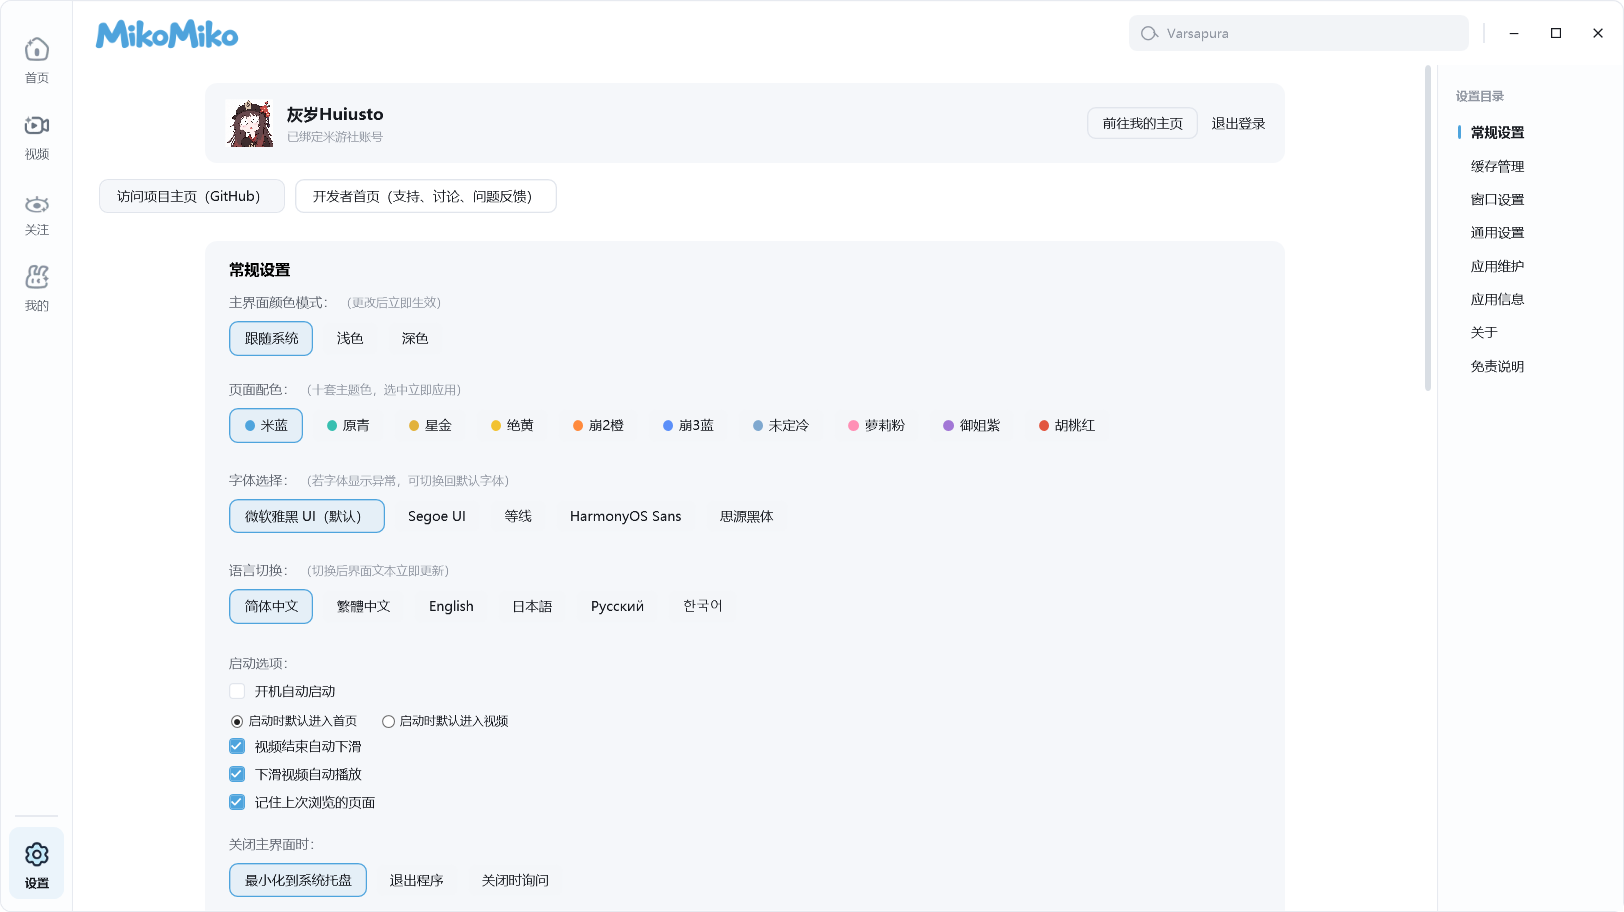 MikoMiko
Varsapura
首页
视频
关注
我的
设置
灰岁Huiusto
已绑定米游社账号
前往我的主页
退出登录
访问项目主页（GitHub）
开发者首页（支持、讨论、问题反馈）
常规设置
主界面颜色模式：
（更改后立即生效）
跟随系统 浅色 深色
页面配色：
（十套主题色，选中立即应用）
米蓝 原青 星金 绝黄 崩2橙 崩3蓝 未定冷 萝莉粉 御姐紫 胡桃红
字体选择：
（若字体显示异常，可切换回默认字体）
微软雅黑 UI（默认） Segoe UI 等线 HarmonyOS Sans 思源黑体
语言切换：
（切换后界面文本立即更新）
简体中文 繁體中文 English 日本語 Русский 한국어
启动选项：
开机自动启动
启动时默认进入首页 启动时默认进入视频
视频结束自动下滑
下滑视频自动播放
记住上次浏览的页面
关闭主界面时：
最小化到系统托盘 退出程序 关闭时询问
设置目录
常规设置
缓存管理
窗口设置
通用设置
应用维护
应用信息
关于
免责说明